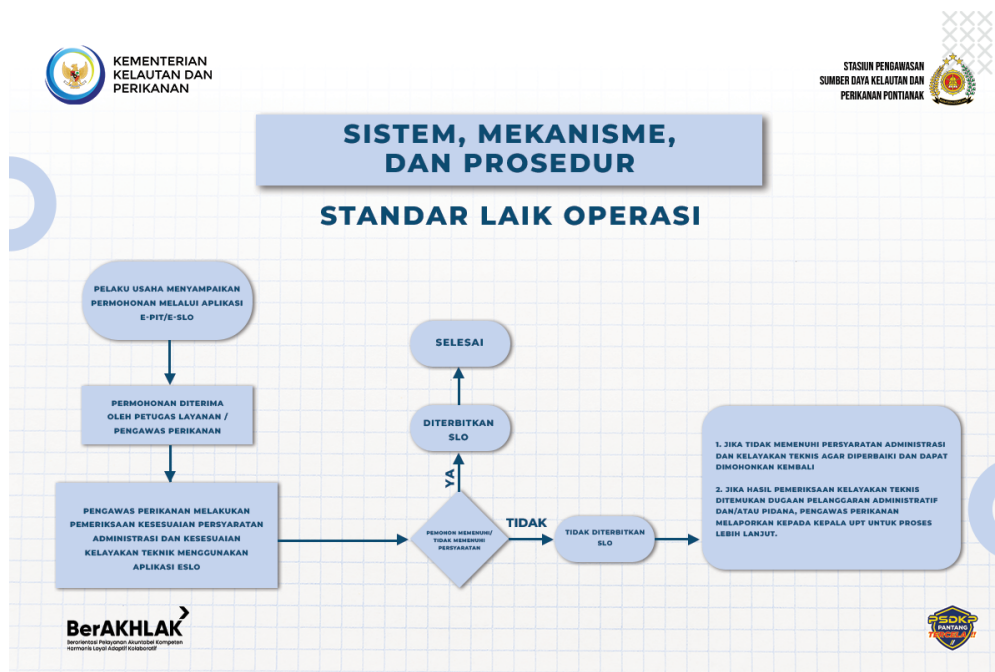 KEMENTERIAN
KELAUTAN DAN
PERIKANAN
STASIUN PENGAWASAN
SUMBER DAYA KELAUTAN DAN
PERIKANAN PONTIANAK
SISTEM, MEKANISME,
DAN PROSEDUR
STANDAR LAIK OPERASI
PELAKU USAHA MENYAMPAIKAN
PERMOHONAN MELALUI APLIKASI
E-PIT/E-SLO
PERMOHONAN DITERIMA
OLEH PETUGAS LAYANAN /
PENGAWAS PERIKANAN
PENGAWAS PERIKANAN MELAKUKAN
PEMERIKSAAN KESESUAIAN PERSYARATAN
ADMINISTRASI DAN KESESUAIAN
KELAYAKAN TEKNIK MENGGUNAKAN
APLIKASI ESLO
SELESAI
DITERBITKAN
SLO
YA
PEMOHON MEMENUHI/
TIDAK MEMENUHI
PERSYARATAN
TIDAK
TIDAK DITERBITKAN
SLO
1. JIKA TIDAK MEMENUHI PERSYARATAN ADMINISTRASI
DAN KELAYAKAN TEKNIS AGAR DIPERBAIKI DAN DAPAT
DIMOHONKAN KEMBALI
2. JIKA HASIL PEMERIKSAAN KELAYAKAN TEKNIS
DITEMUKAN DUGAAN PELANGGARAN ADMINISTRATIF
DAN/ATAU PIDANA, PENGAWAS PERIKANAN
MELAPORKAN KEPADA KEPALA UPT UNTUK PROSES
LEBIH LANJUT.
BerAKHLAK
Berorientasi Pelayanan Akuntabel Kompeten
Harmonis Loyal Adaptif Kolaboratif
PSDKP
PANTANG
TERCELA !!